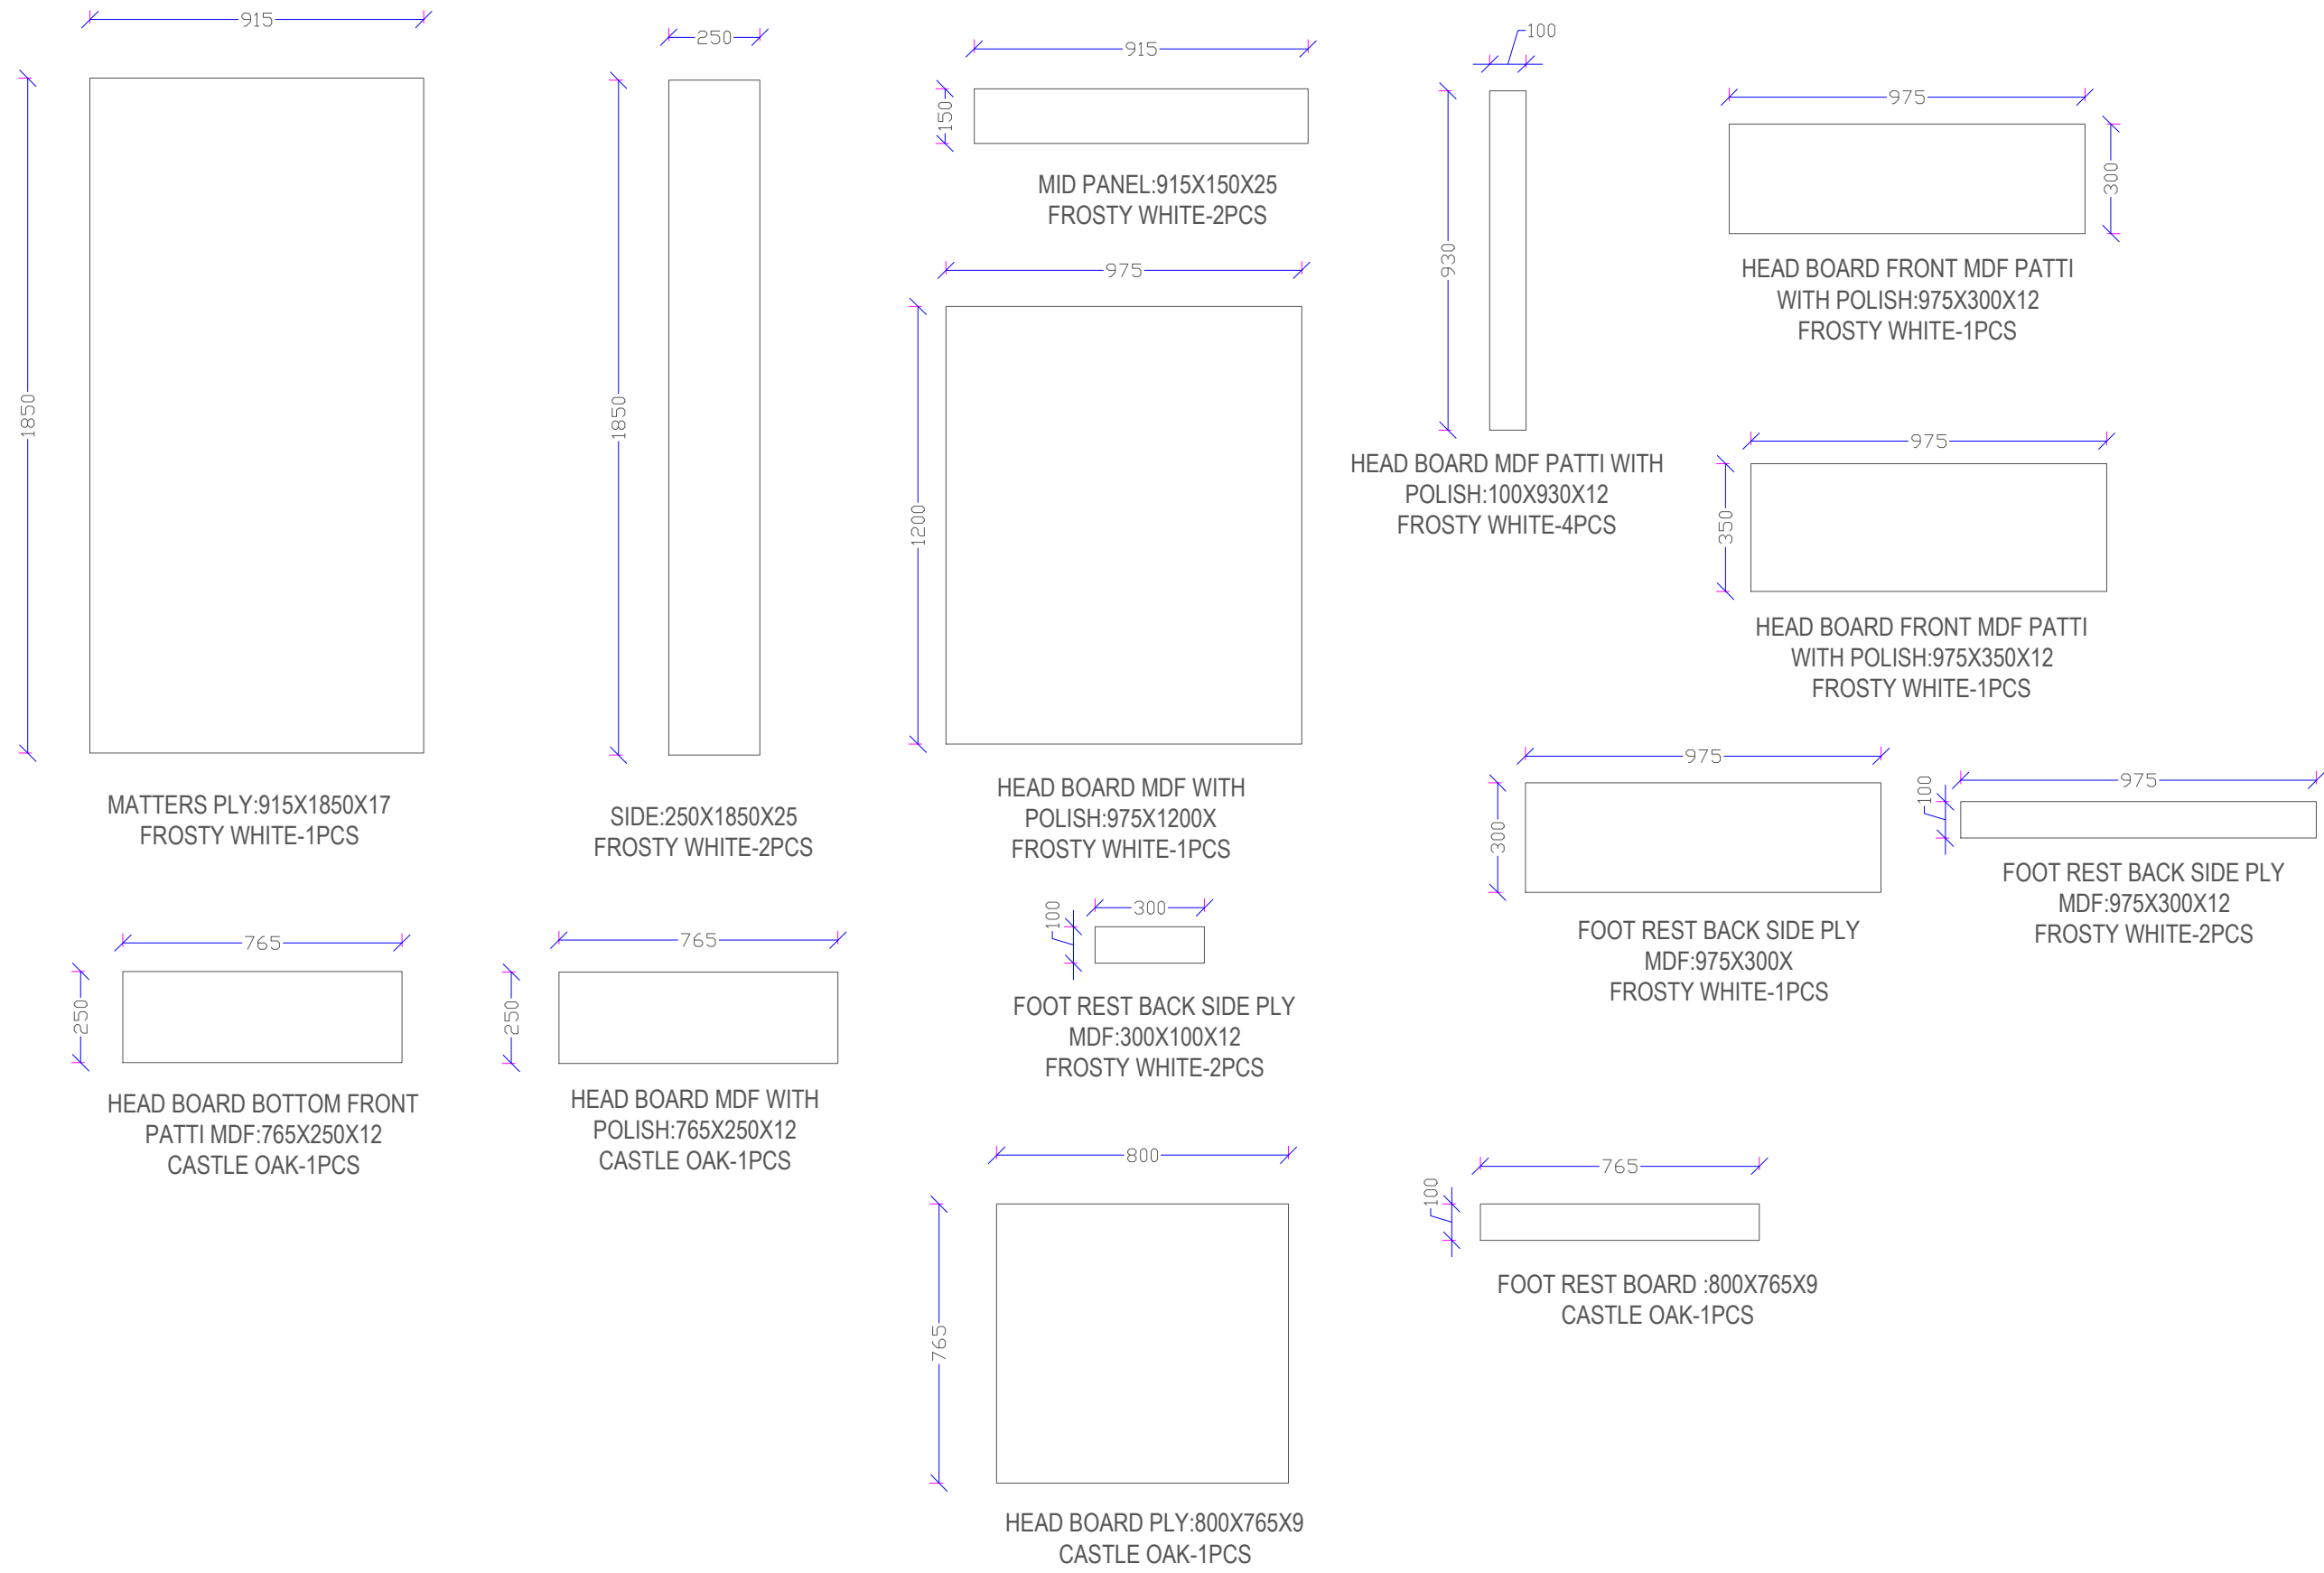 915
1850
MATTERS PLY:915X1850X17
FROSTY WHITE-1PCS
250
1850
SIDE:250X1850X25
FROSTY WHITE-2PCS
915
150
MID PANEL:915X150X25
FROSTY WHITE-2PCS
975
1200
HEAD BOARD MDF WITH
POLISH:975X1200X
FROSTY WHITE-1PCS
100
930
HEAD BOARD MDF PATTI WITH
POLISH:100X930X12
FROSTY WHITE-4PCS
975
300
HEAD BOARD FRONT MDF PATTI
WITH POLISH:975X300X12
FROSTY WHITE-1PCS
975
350
HEAD BOARD FRONT MDF PATTI
WITH POLISH:975X350X12
FROSTY WHITE-1PCS
975
300
FOOT REST BACK SIDE PLY
MDF:975X300X
FROSTY WHITE-1PCS
975
100
FOOT REST BACK SIDE PLY
MDF:975X300X12
FROSTY WHITE-2PCS
765
250
HEAD BOARD BOTTOM FRONT
PATTI MDF:765X250X12
CASTLE OAK-1PCS
765
250
HEAD BOARD MDF WITH
POLISH:765X250X12
CASTLE OAK-1PCS
300
100
FOOT REST BACK SIDE PLY
MDF:300X100X12
FROSTY WHITE-2PCS
800
765
HEAD BOARD PLY:800X765X9
CASTLE OAK-1PCS
765
100
FOOT REST BOARD :800X765X9
CASTLE OAK-1PCS